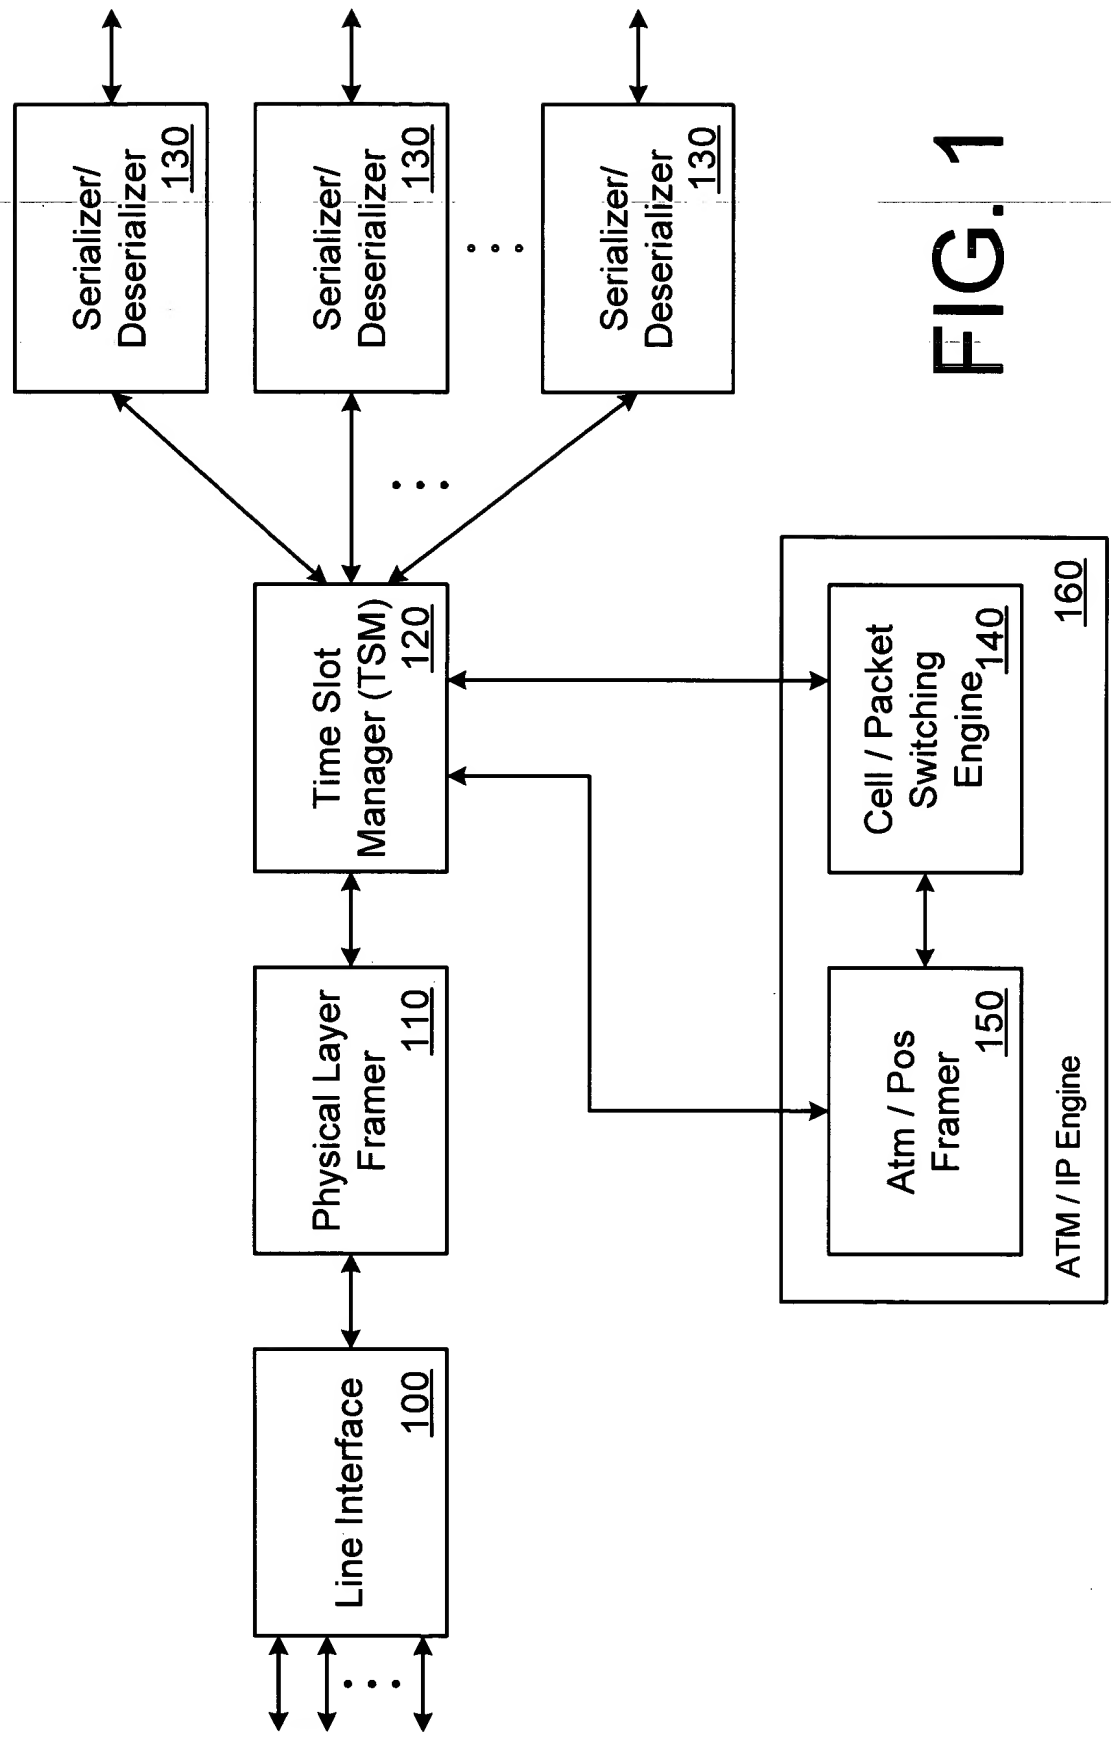 Serializer/
Deserializer
130
Serializer/
Deserializer
130
Serializer/
Deserializer
130
Line Interface
100
Physical Layer
Framer
110
Time Slot
Manager (TSM)
120
Atm / Pos
Framer
150
Cell / Packet
Switching
Engine
140
ATM / IP Engine
160
FIG. 1